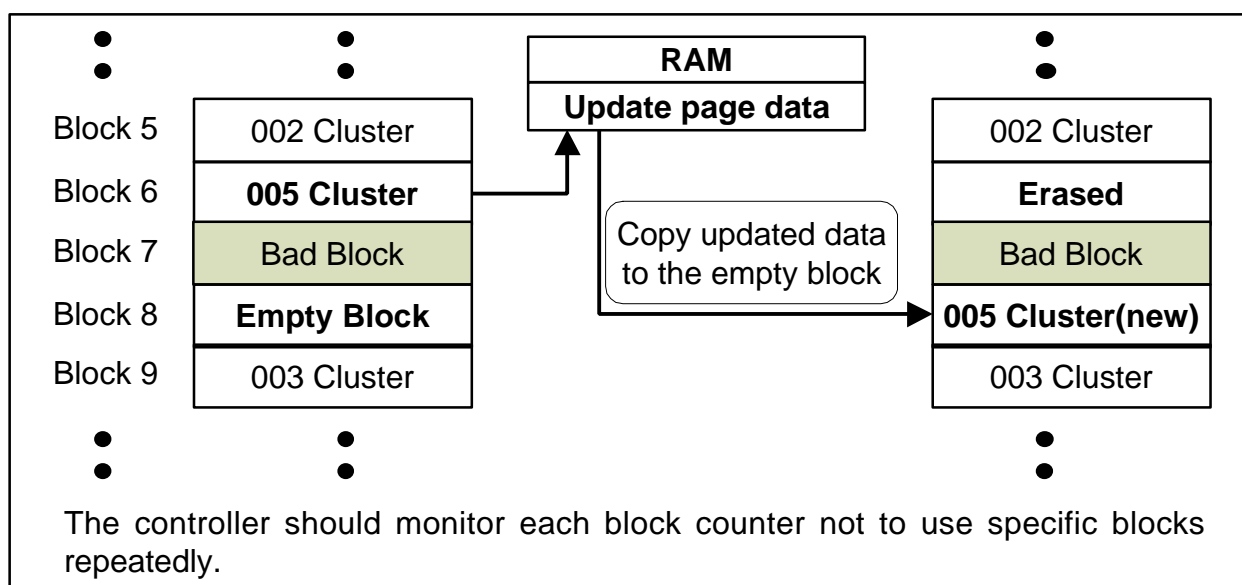 RAM
Update page data
Block 5
002 Cluster
002 Cluster
Block 6
005 Cluster
Erased
Block 7
Bad Block
Copy updated data
to the empty block
Bad Block
Block 8
Empty Block
005 Cluster(new)
Block 9
003 Cluster
003 Cluster
The controller should monitor each block counter not to use specific blocks
repeatedly.